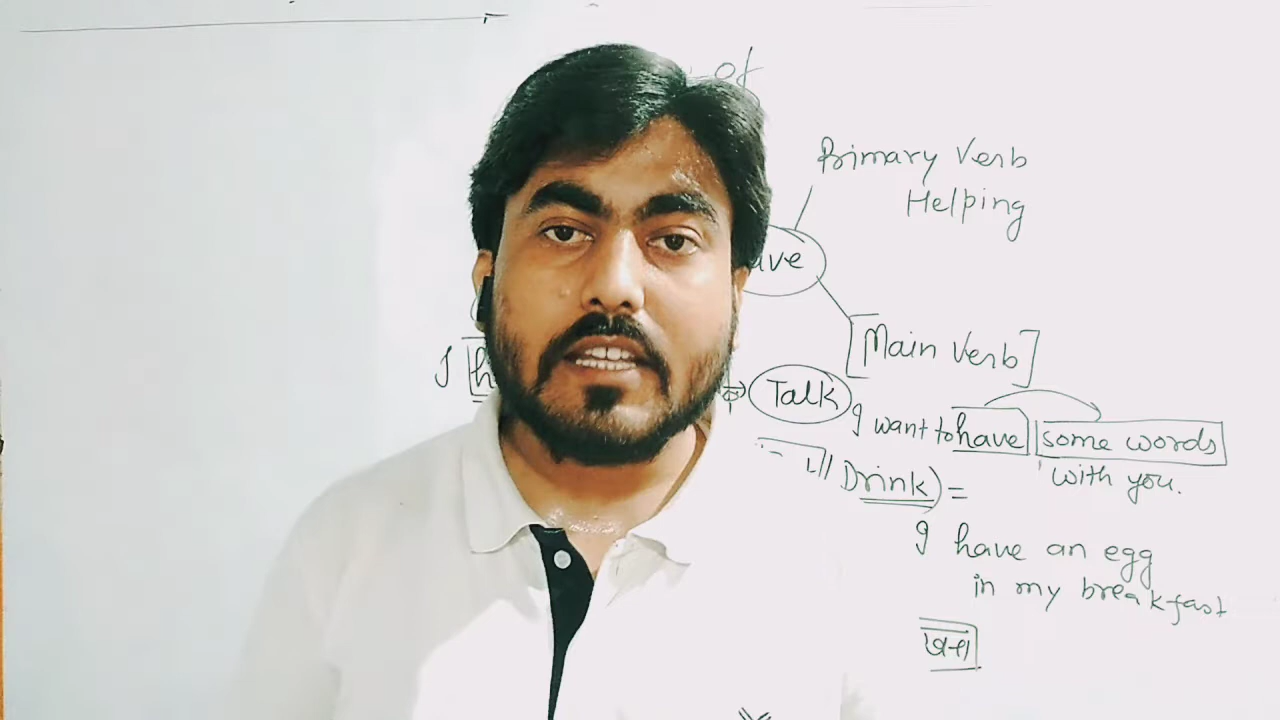 of
Primary Verb
Helping
ave
[Main Verb]
I h
Talk
I want to have some words
with you.
Drink) =
I have an egg
in my breakfast